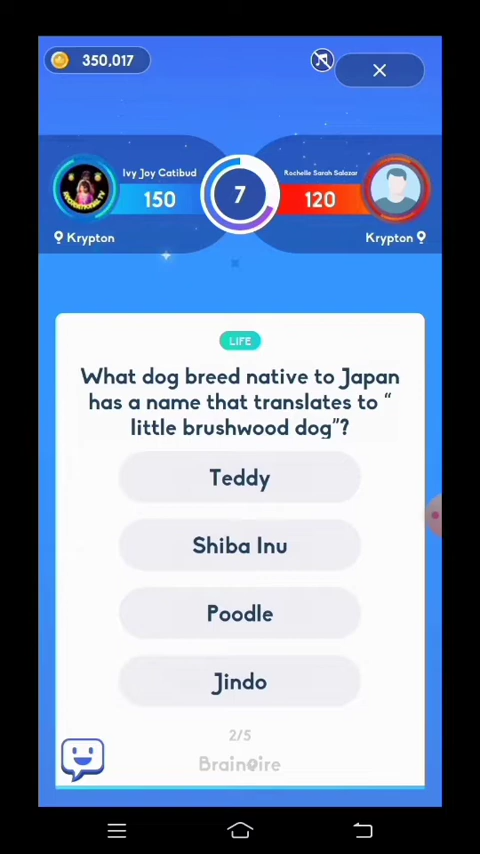 350,017
Ivy Joy Catibud
Rochelle Sarah Salazar
150
7
120
Krypton
Krypton
LIFE
What dog breed native to Japan
has a name that translates to “
little brushwood dog”?
Teddy
Shiba Inu
Poodle
Jindo
2/5